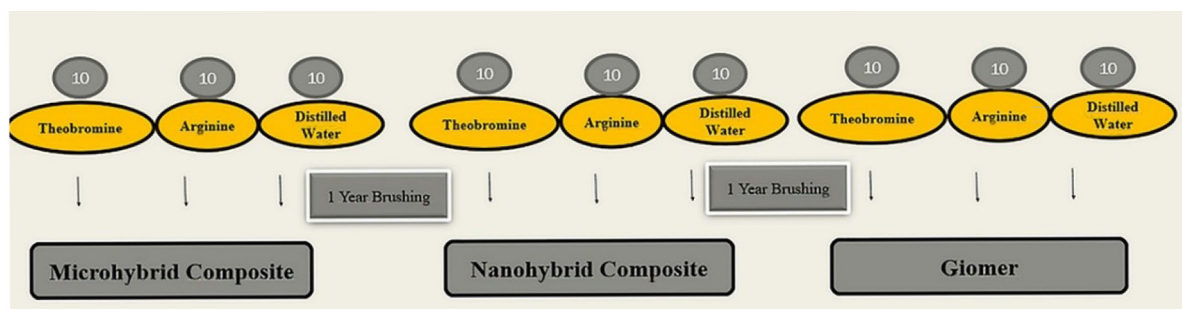 10
10
10
10
10
10
10
10
10
Theobromine
Arginine
Distilled
Water
Theobromine
Arginine
Distilled
Water
Theobromine
Arginine
Distilled
Water
1 Year Brushing
1 Year Brushing
Microhybrid Composite
Nanohybrid Composite
Giomer